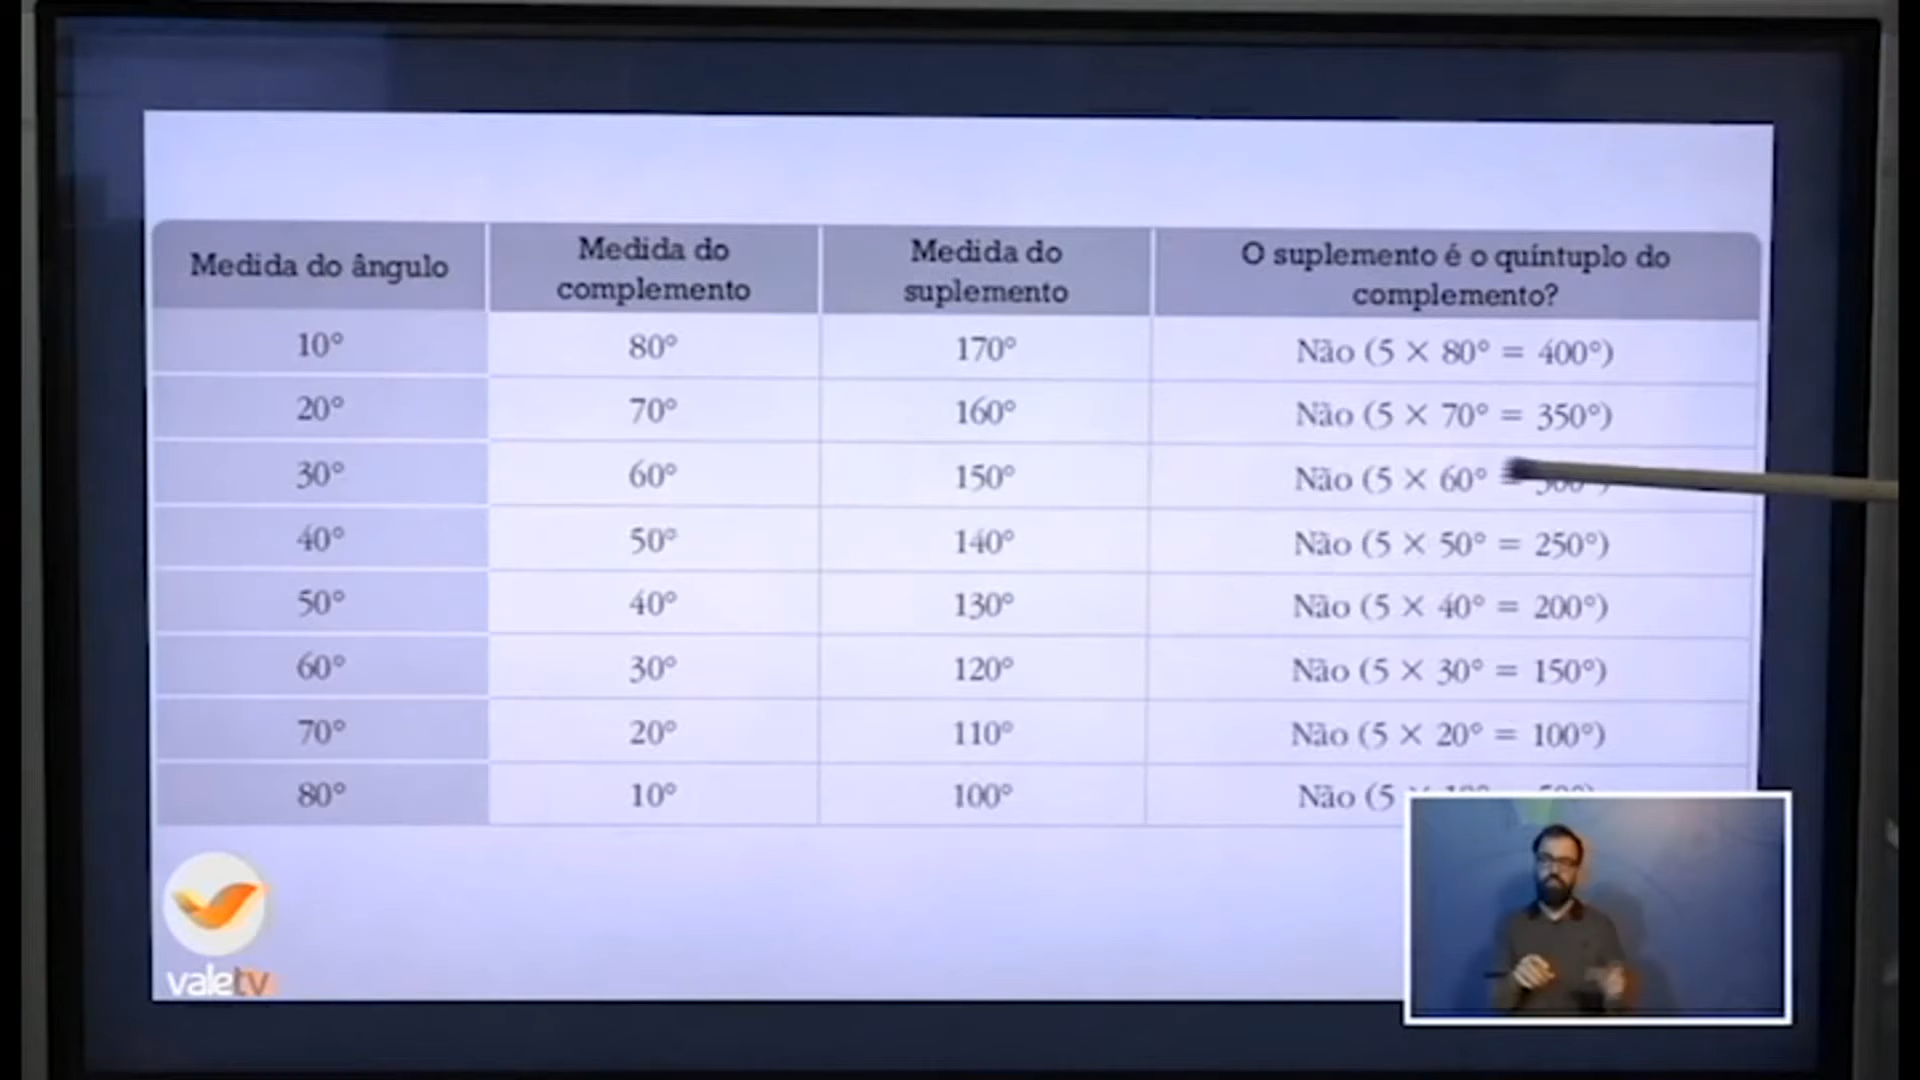 Medida do ângulo
Medida do complemento
Medida do suplemento
O suplemento é o quíntuplo do complemento?
10° 80° 170° Não (5 × 80° = 400°)
20° 70° 160° Não (5 × 70° = 350°)
30° 60° 150° Não (5 × 60° =
40° 50° 140° Não (5 × 50° = 250°)
50° 40° 130° Não (5 × 40° = 200°)
60° 30° 120° Não (5 × 30° = 150°)
70° 20° 110° Não (5 × 20° = 100°)
80° 10° 100° Não (5
valetv